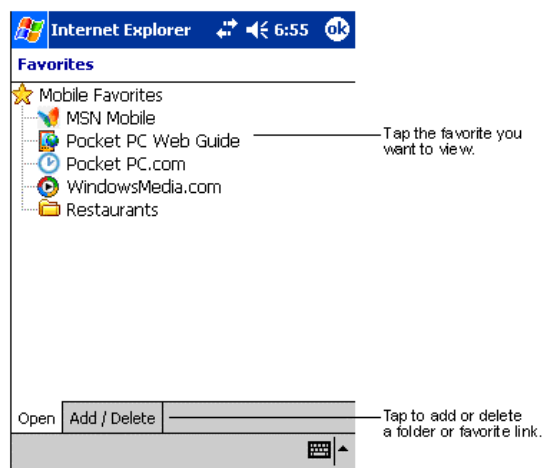 Internet Explorer 6:55 ok
Favorites
Mobile Favorites
MSN Mobile
Pocket PC Web Guide
Pocket PC.com
WindowsMedia.com
Restaurants
Tap the favorite you
want to view.
Open Add / Delete
Tap to add or delete
a folder or favorite link.